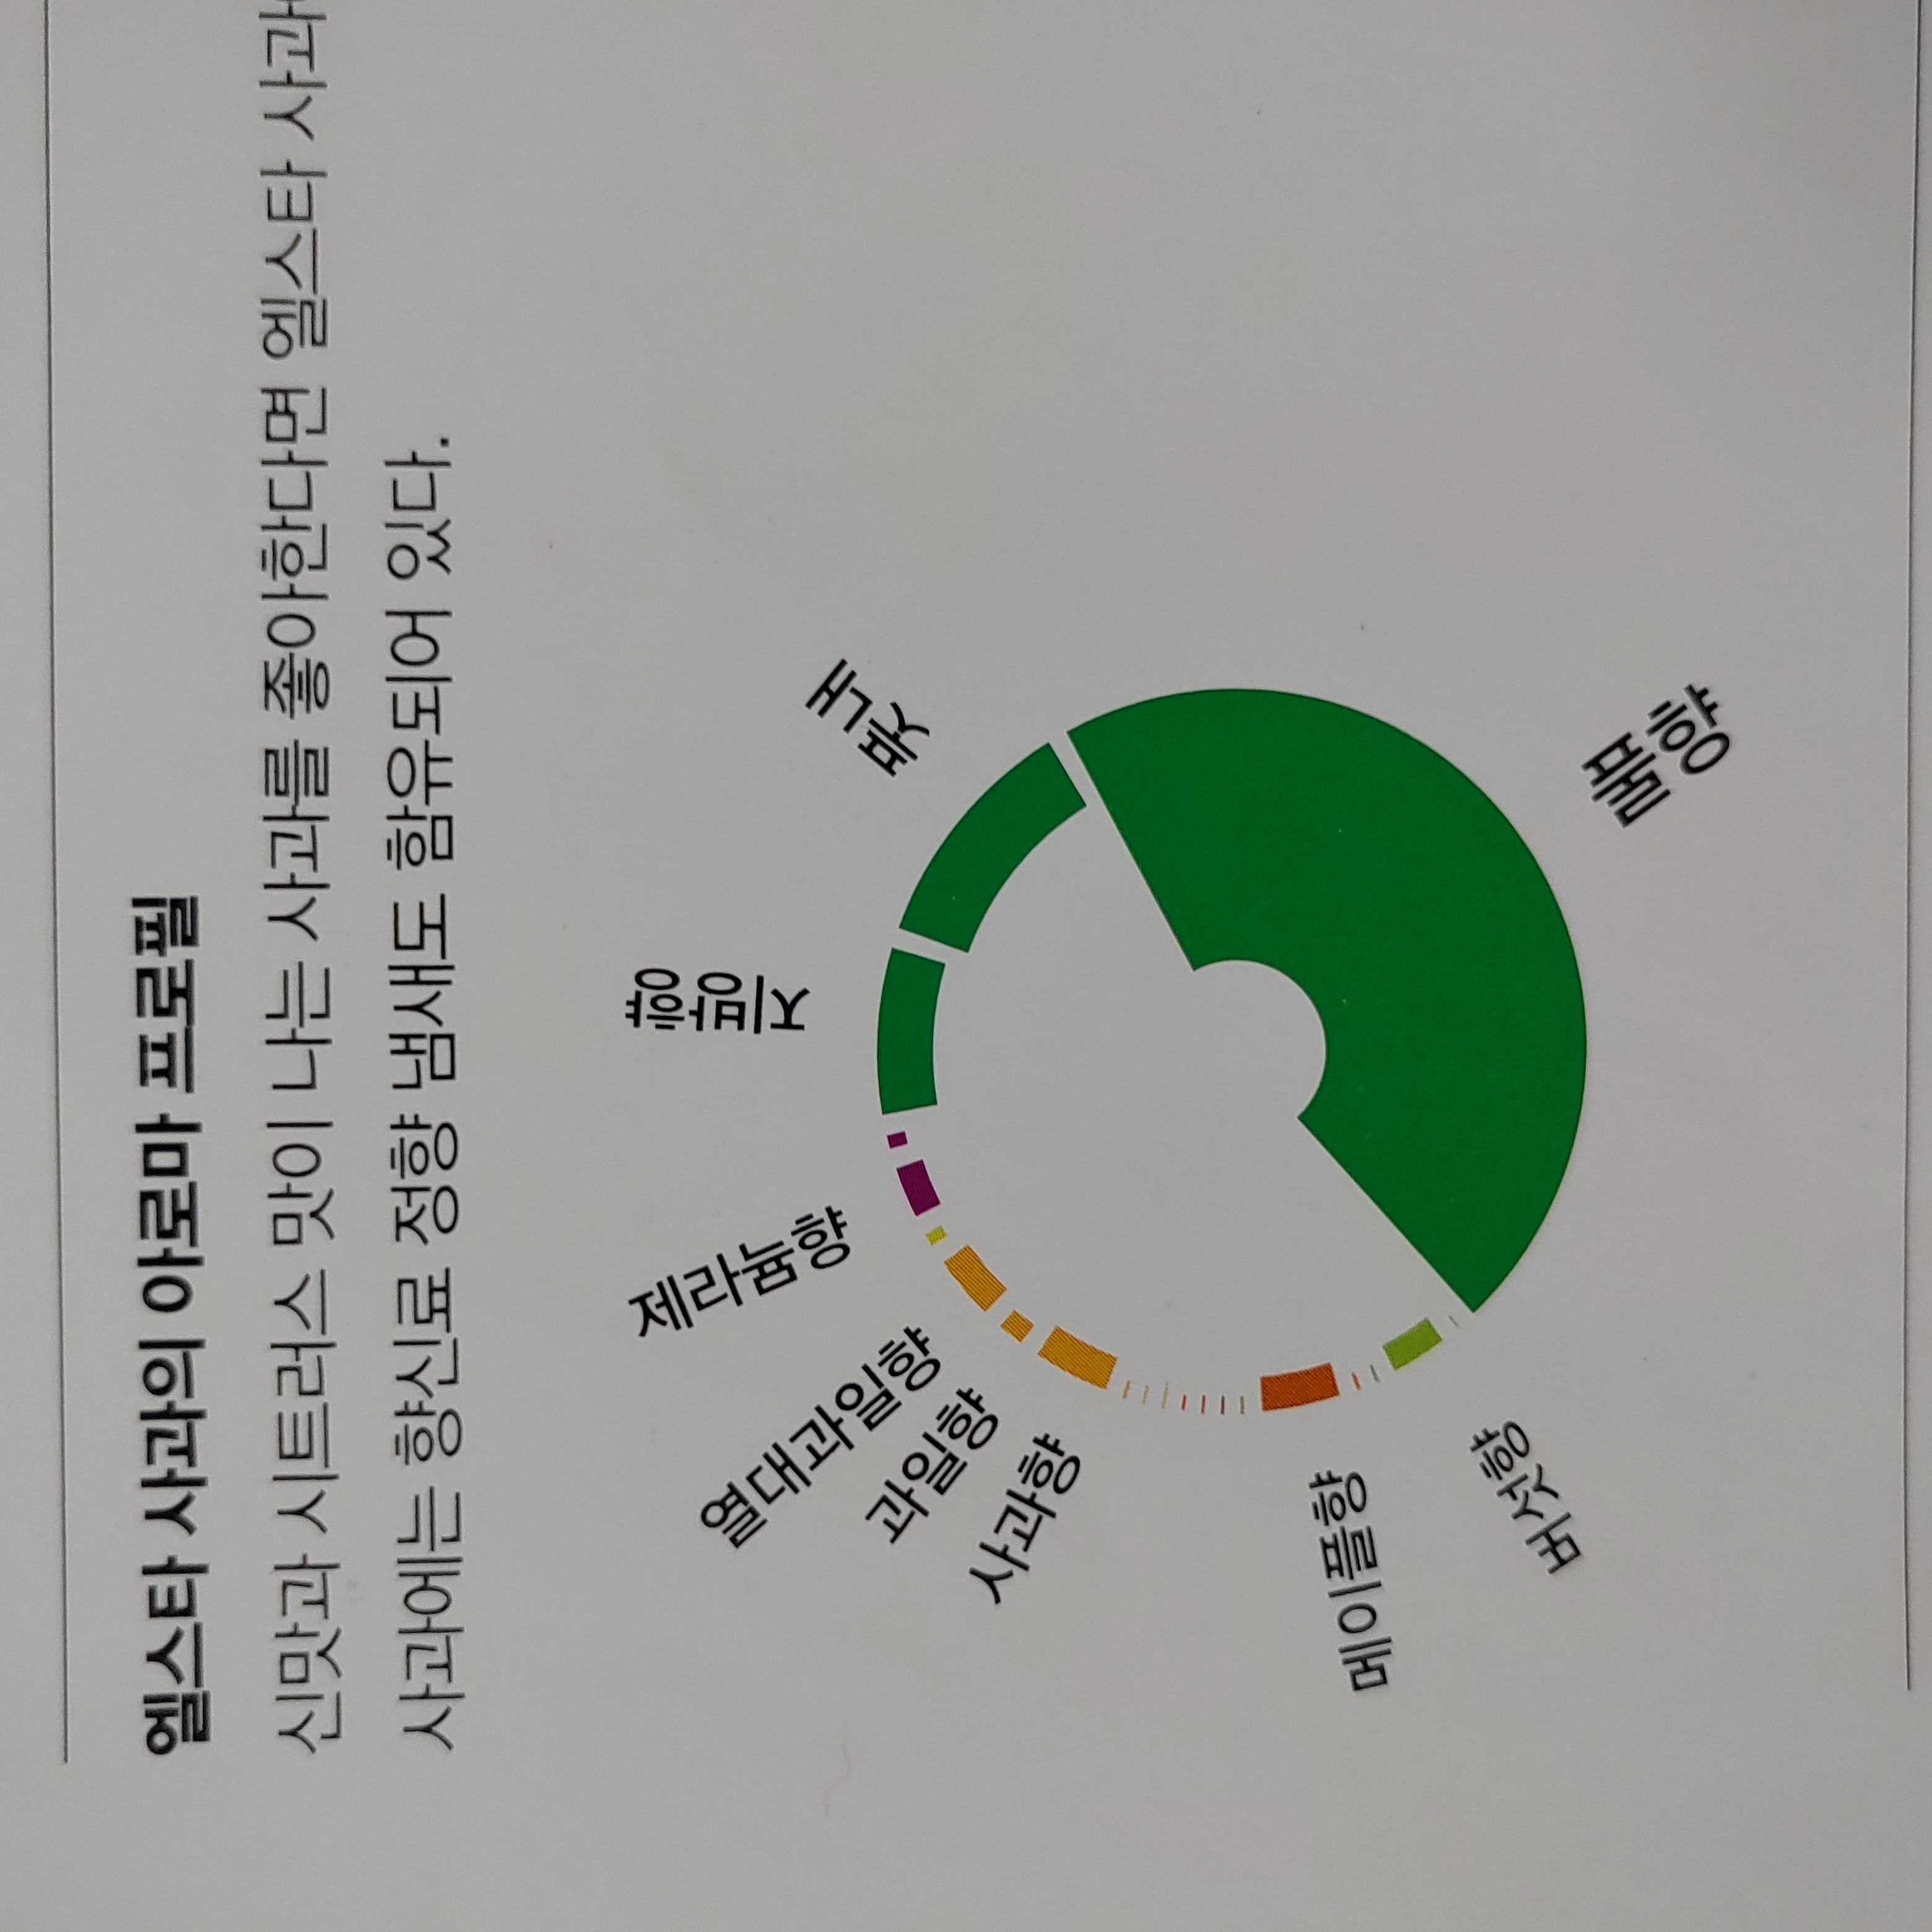 엘스타 사과의 아로마 프로필
신맛과 시트러스 맛이 나는 사과를 좋아한다면 엘스타 사과
사과에는 향신료 정향 냄새도 함유되어 있다.
지방향
제라늄향
풋내
열대과일향
과일향
사과향
메이플향
버섯향
풀향